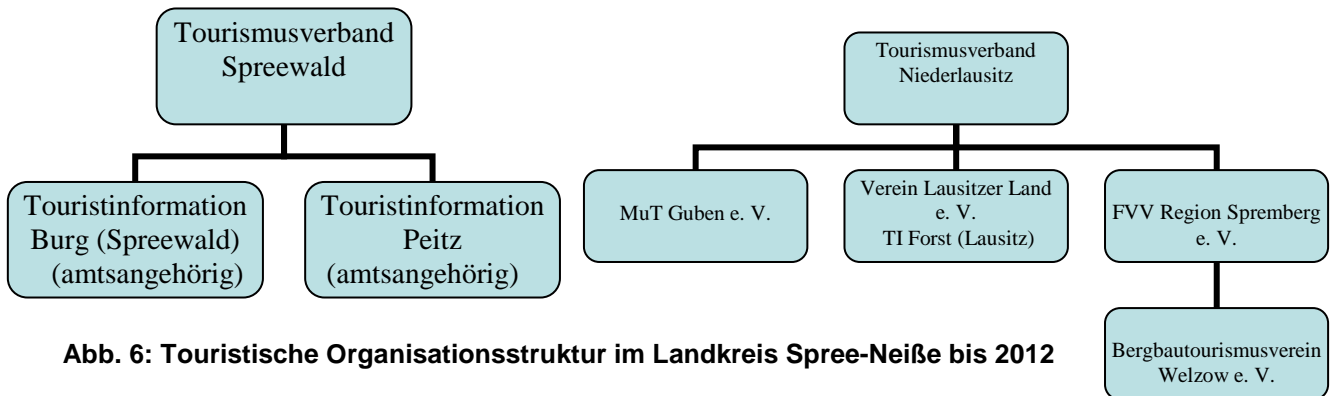 Tourismusverband
Spreewald
Tourismusverband
Niederlausitz
Touristinformation
Burg (Spreewald)
(amtsangehörig)
Touristinformation
Peitz
(amtsangehörig)
MuT Guben e. V.
Verein Lausitzer Land
e. V.
TI Forst (Lausitz)
FVV Region Spremberg
e. V.
Bergbautourismusverein
Welzow e. V.
Abb. 6: Touristische Organisationsstruktur im Landkreis Spree-Neiße bis 2012